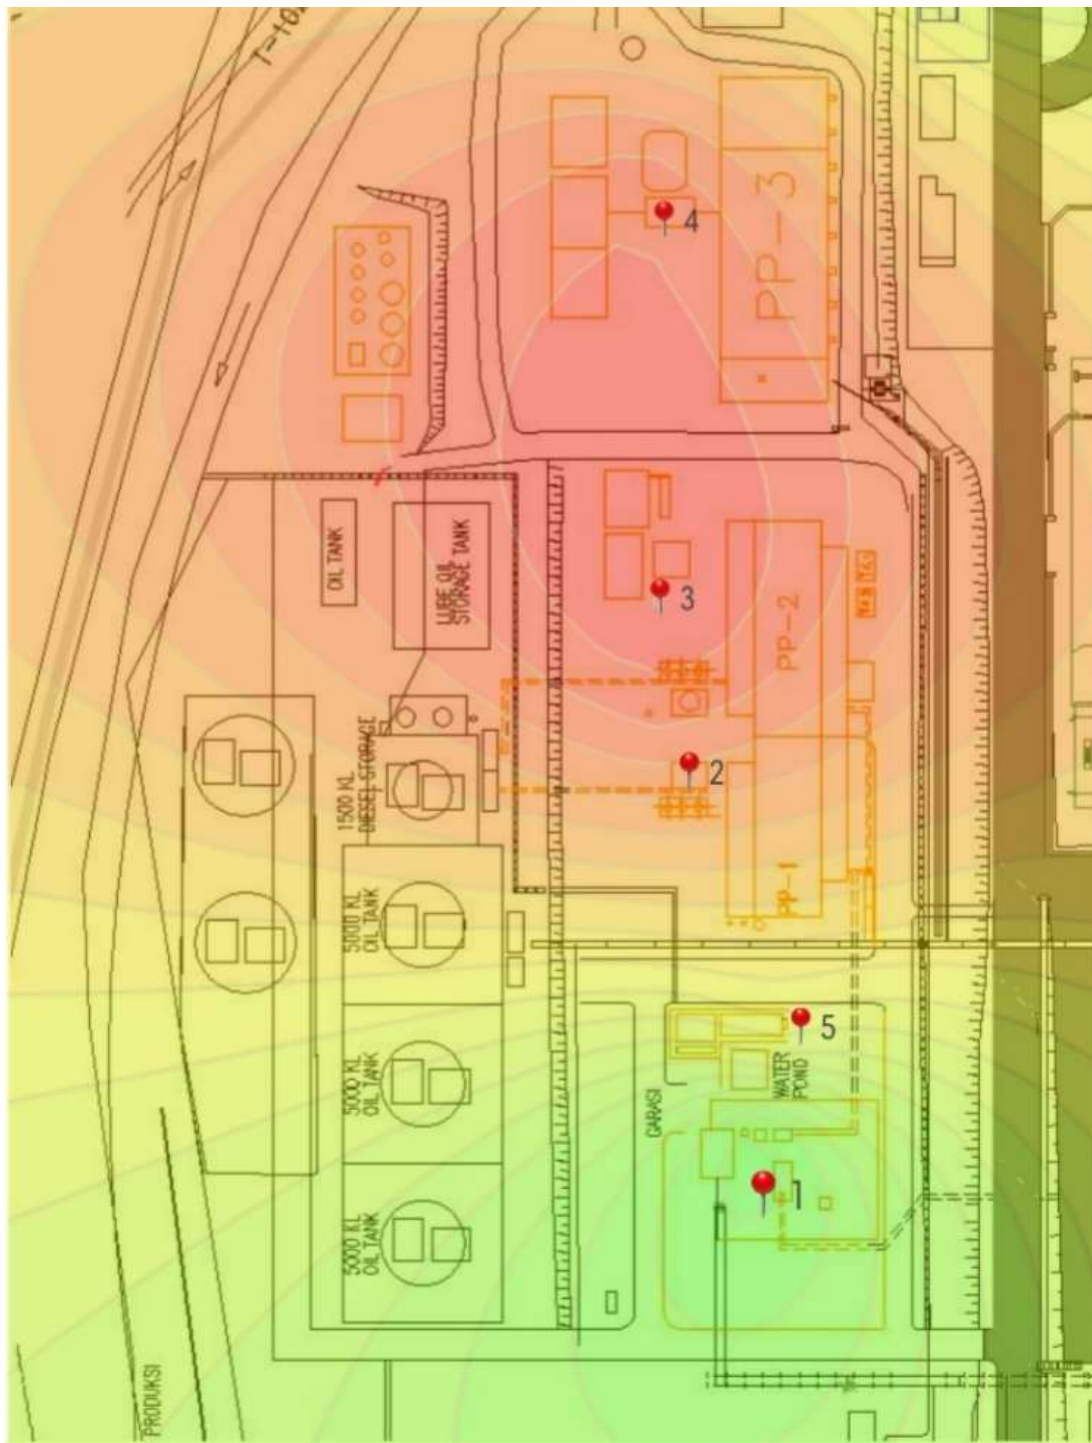 4
PP-3
OIL TANK
LUBE OIL
STORAGE TANK
3
PP-2
2
1500 KL
DIESEL STORAGE
PP-1
5000 KL
OIL TANK
5
WATER
POND
GARASI
5000 KL
OIL TANK
1
5000 KL
OIL TANK
PRODUKSI